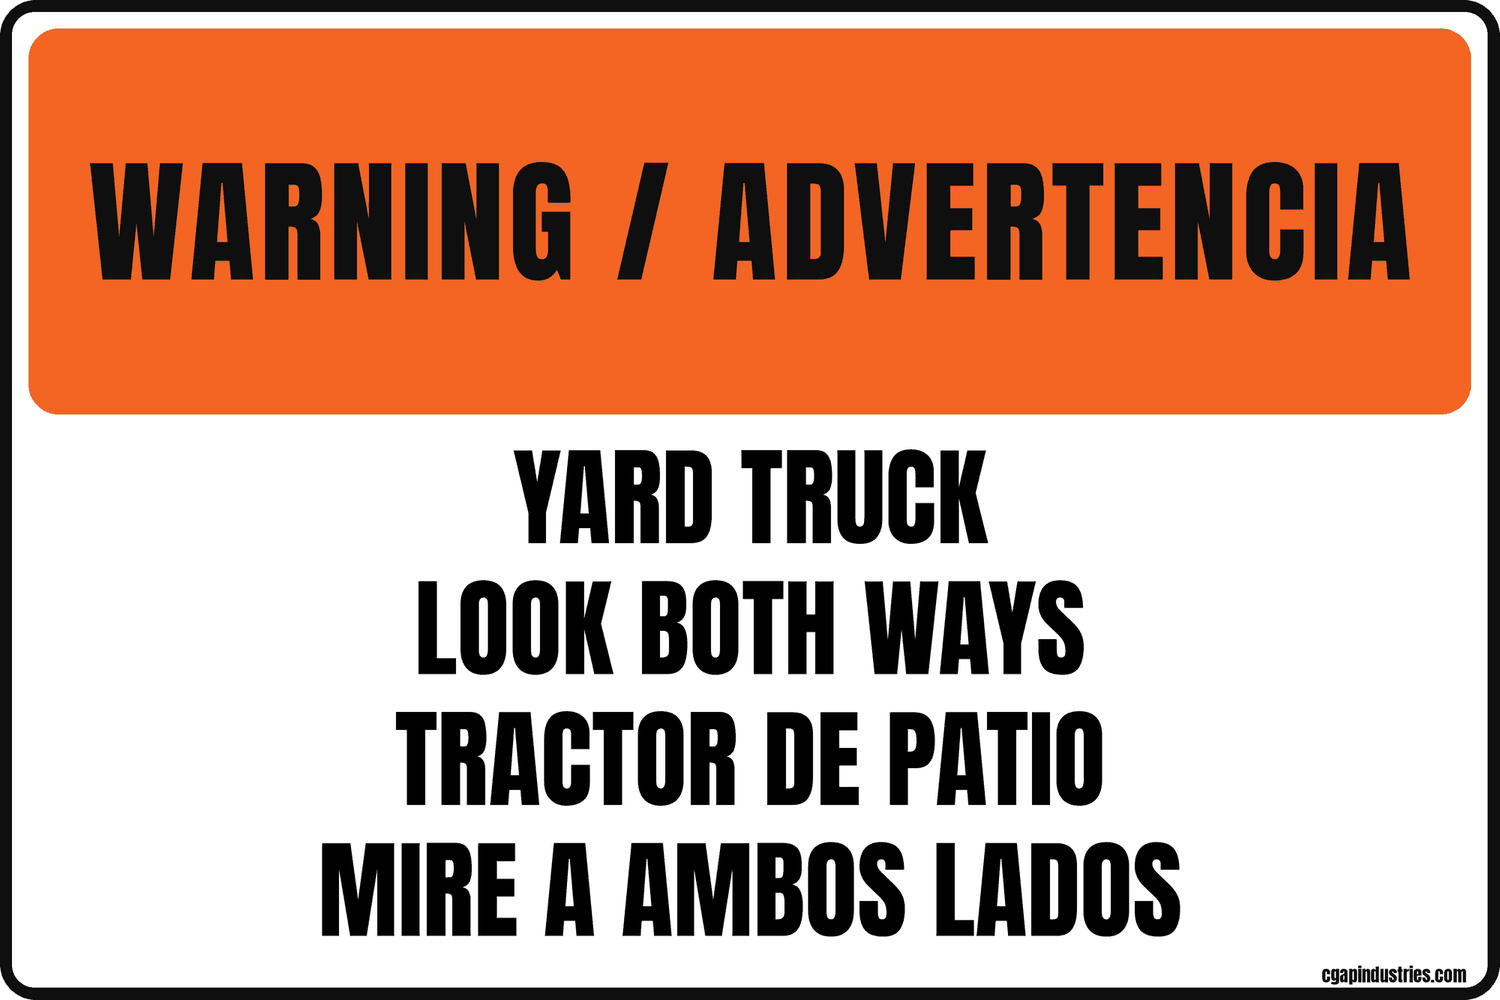 WARNING / ADVERTENCIA
YARD TRUCK
LOOK BOTH WAYS
TRACTOR DE PATIO
MIRE A AMBOS LADOS
cgapindustries.com